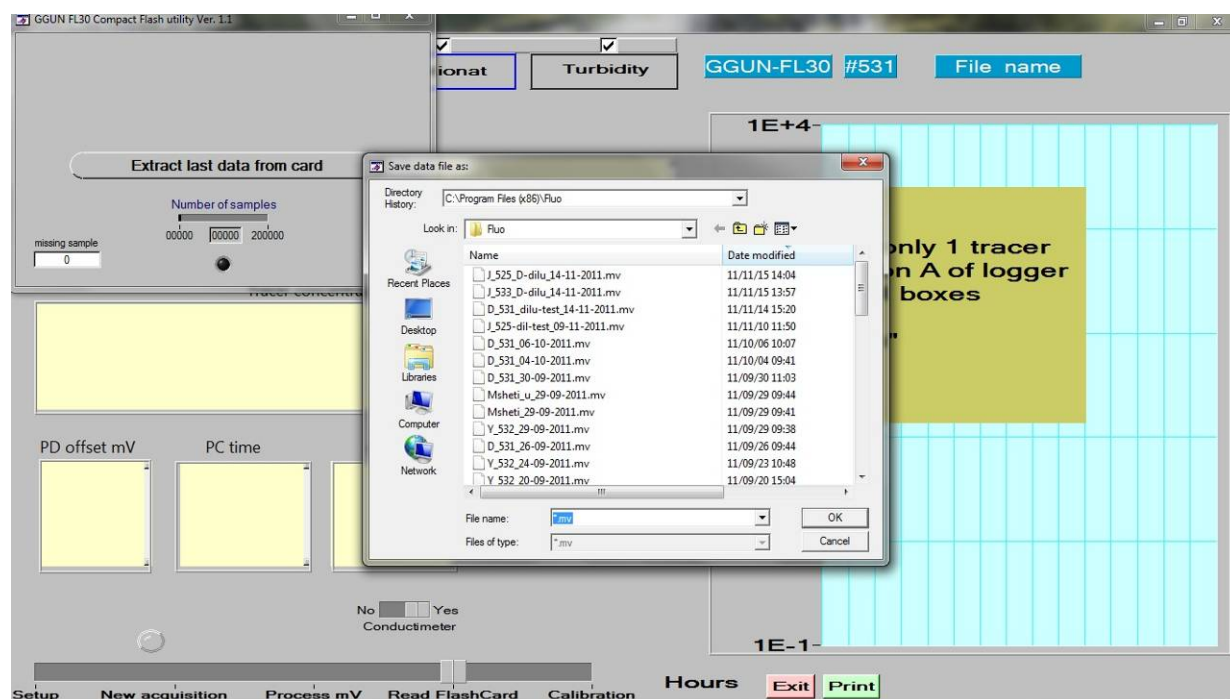 GGUN FL30 Compact Flash utility Ver. 1.1
Extract last data from card
Number of samples
00000 00000 200000
missing sample
0
ionat
Turbidity
GGUN-FL30 #531 File name
1E+4
only 1 tracer
n A of logger
boxes
"
1E-1
PD offset mV
PC time
No Yes
Conductimeter
Setup New acquisition Process mV Read FlashCard Calibration
Hours
Exit Print
Save data file as:
Directory History: C:\Program Files (x86)\Fluo
Look in: Fluo
Recent Places
Desktop
Libraries
Computer
Network
Name Date modified
J_525_D-dilu_14-11-2011.mv 11/11/15 14:04
J_533_D-dilu_14-11-2011.mv 11/11/15 13:57
D_531_dilu-test_14-11-2011.mv 11/11/14 15:20
J_525-dil-test_09-11-2011.mv 11/11/10 11:50
D_531_06-10-2011.mv 11/10/06 10:07
D_531_04-10-2011.mv 11/10/04 09:41
D_531_30-09-2011.mv 11/09/30 11:03
Msheti_u_29-09-2011.mv 11/09/29 09:44
Msheti_29-09-2011.mv 11/09/29 09:41
Y_532_29-09-2011.mv 11/09/29 09:38
D_531_26-09-2011.mv 11/09/26 09:44
Y_532_24-09-2011.mv 11/09/23 10:48
Y_532_20-09-2011.mv 11/09/20 15:04
File name: *.mv
OK
Files of type: *.mv
Cancel